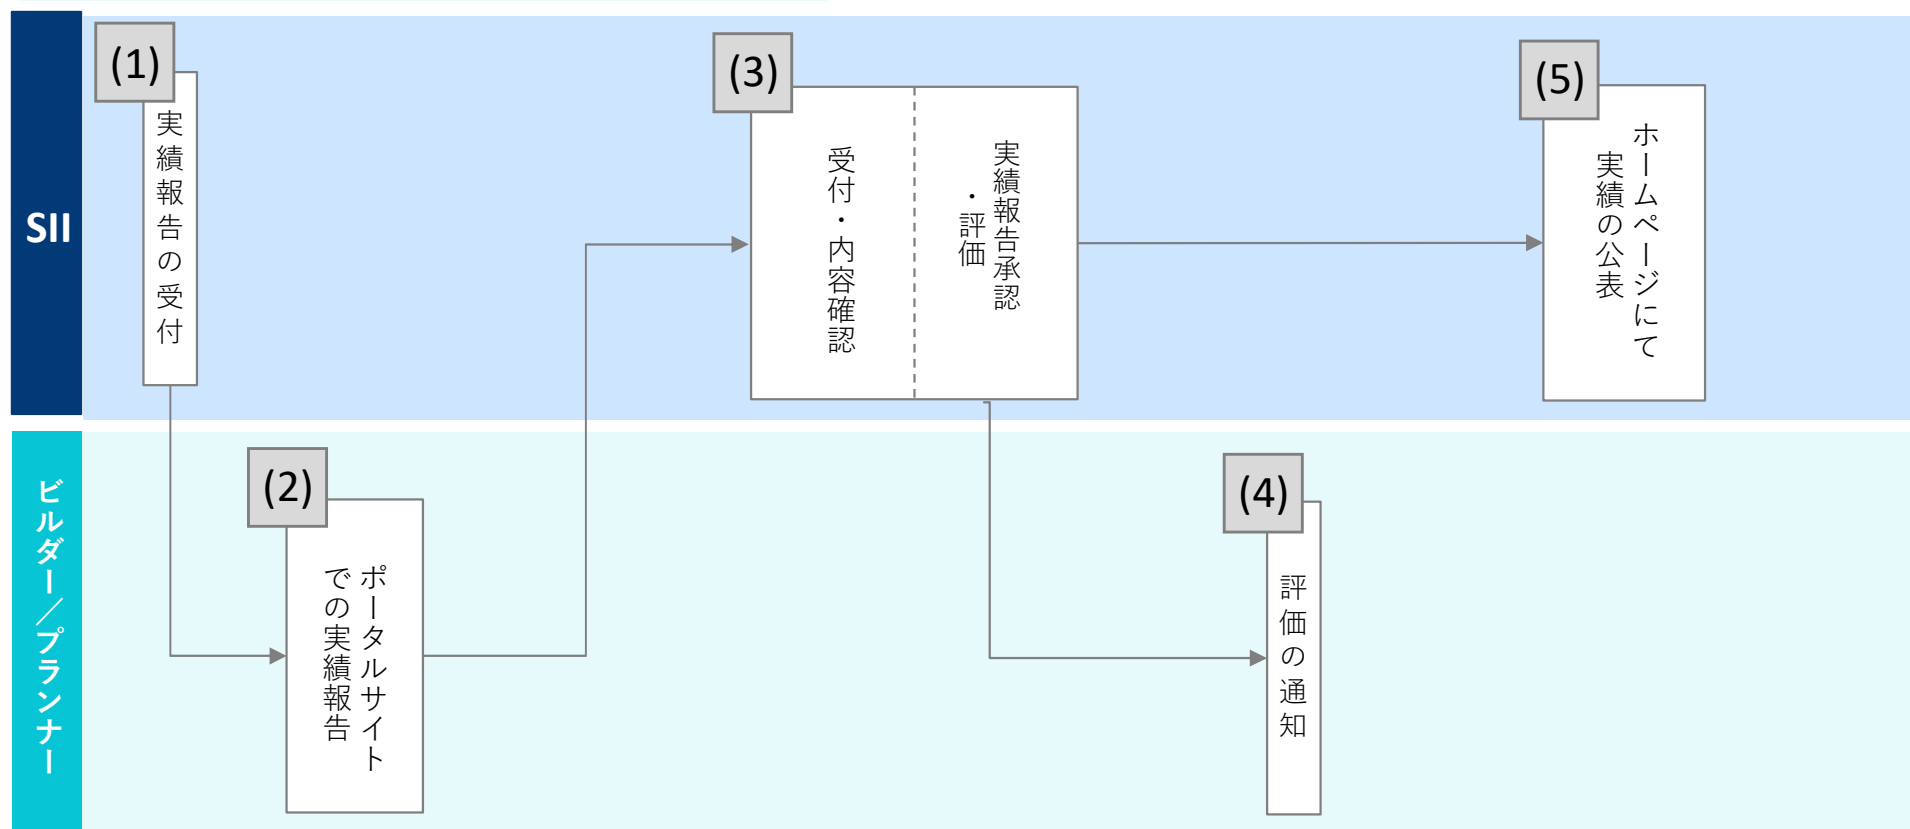 SII
(1)
実績報告の受付
(3)
受付・内容確認
実績報告承認
・評価
(5)
ホームページにて
実績の公表
ビルダー／プランナー
(2)
ポータルサイト
での実績報告
(4)
評価の通知